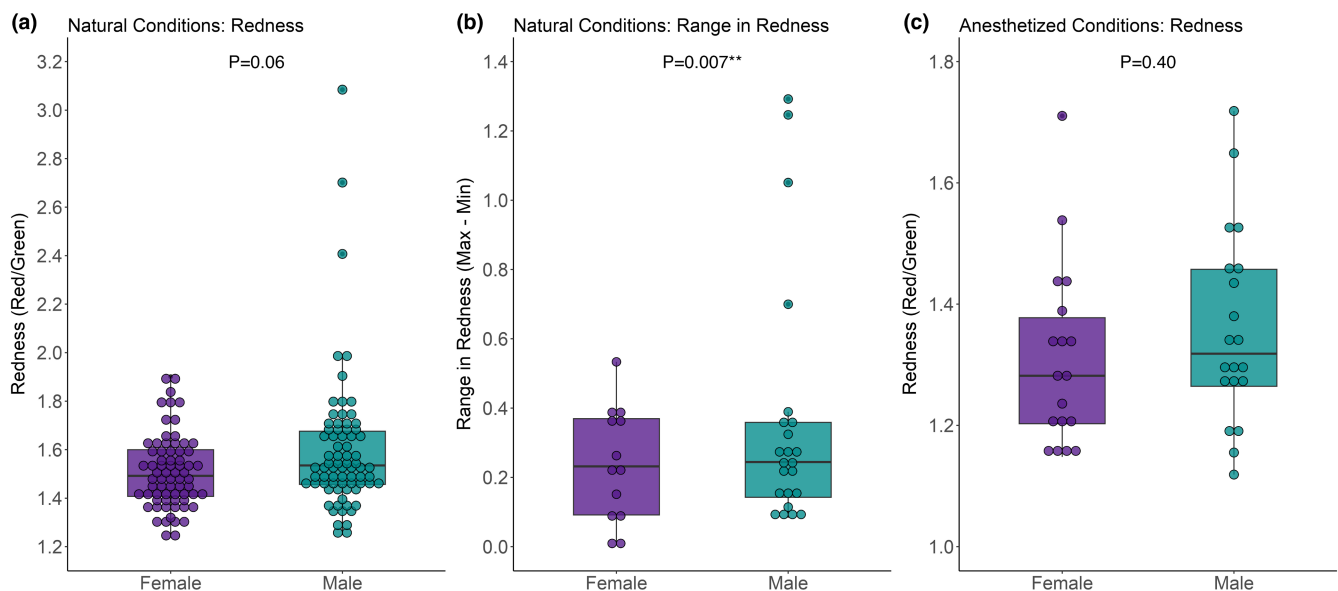 (a) Natural Conditions: Redness
P=0.06
Redness (Red/Green)
3.2
3.0
2.8
2.6
2.4
2.2
2.0
1.8
1.6
1.4
1.2
Female Male
(b) Natural Conditions: Range in Redness
P=0.007**
Range in Redness (Max - Min)
1.4
1.2
1.0
0.8
0.6
0.4
0.2
0.0
Female Male
(c) Anesthetized Conditions: Redness
P=0.40
Redness (Red/Green)
1.8
1.6
1.4
1.2
1.0
Female Male